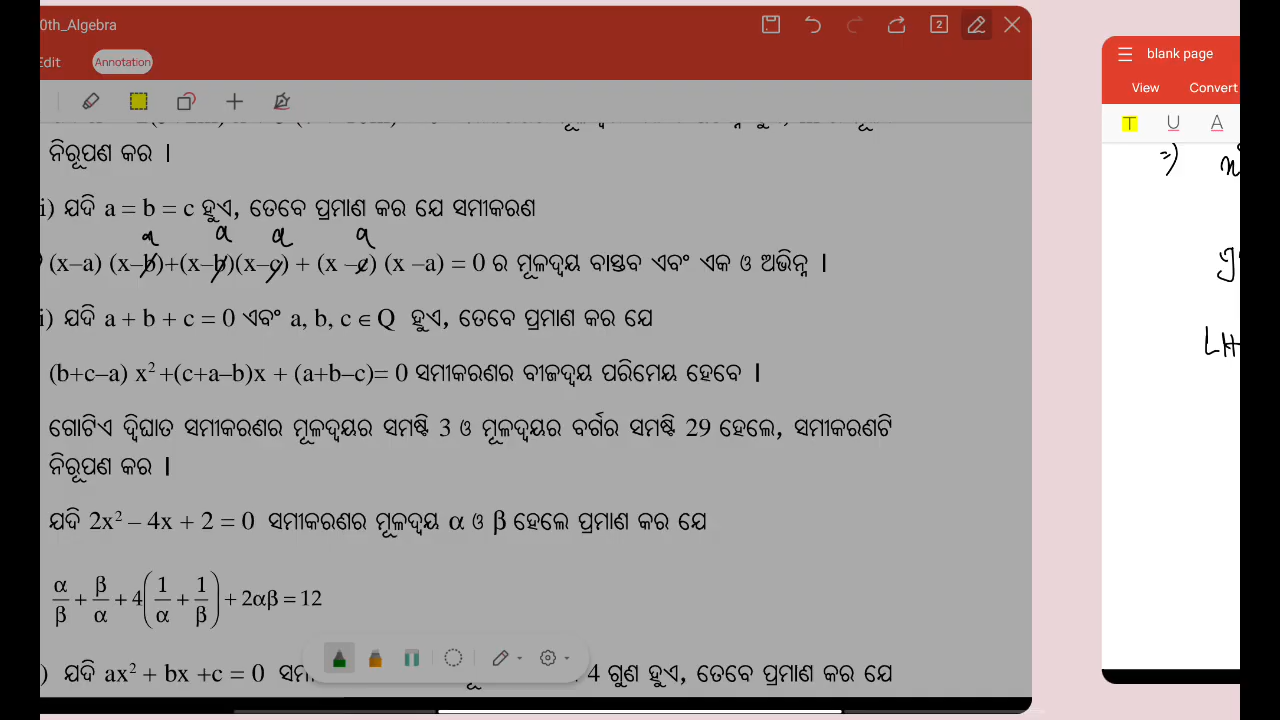 0th_Algebra
2
blank page
dit
Annotation
View Convert
T U A
ନିରୂପଣ କର |
i) ଯଦି a = b = c ହୁଏ, ତେବେ ପ୍ରମାଣ କର ଯେ ସମୀକରଣ
a a a a
(x–a) (x–b)+(x–b)(x–c) + (x –c) (x –a) = 0 ର ମୂଳଦ୍ୱୟ ବାସ୍ତବ ଏବଂ ଏକ ଓ ଅଭିନ୍ନ |
i) ଯଦି a + b + c = 0 ଏବଂ a, b, c ∈ Q ହୁଏ, ତେବେ ପ୍ରମାଣ କର ଯେ
LH
(b+c–a) x² +(c+a–b)x + (a+b–c)= 0 ସମୀକରଣର ବୀଜଦ୍ୱୟ ପରିମେୟ ହେବେ |
ଗୋଟିଏ ଦ୍ୱିଘାତ ସମୀକରଣର ମୂଳଦ୍ୱୟର ସମଷ୍ଟି 3 ଓ ମୂଳଦ୍ୱୟର ବର୍ଗର ସମଷ୍ଟି 29 ହେଲେ, ସମୀକରଣଟି
ନିରୂପଣ କର |
ଯଦି 2x² – 4x + 2 = 0 ସମୀକରଣର ମୂଳଦ୍ୱୟ α ଓ β ହେଲେ ପ୍ରମାଣ କର ଯେ
α/β + β/α + 4(1/α + 1/β) + 2αβ = 12
) ଯଦି ax² + bx +c = 0 4 ଗୁଣ ହୁଏ, ତେବେ ପ୍ରମାଣ କର ଯେ